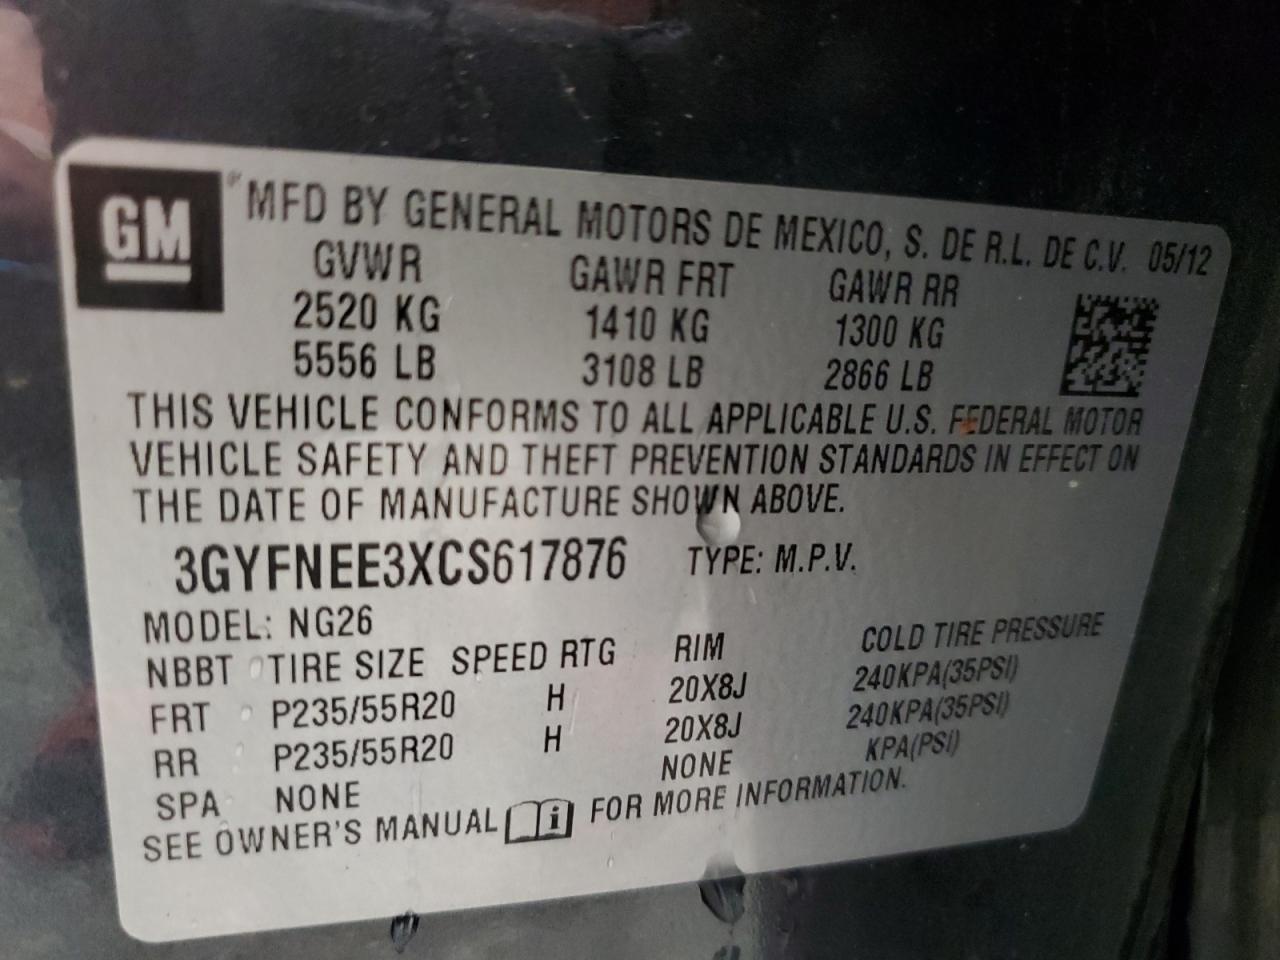 GM
MFD BY GENERAL MOTORS DE MEXICO, S. DE R.L. DE C.V. 05/12
GVWR GAWR FRT GAWR RR
2520 KG 1410 KG 1300 KG
5556 LB 3108 LB 2866 LB
THIS VEHICLE CONFORMS TO ALL APPLICABLE U.S. FEDERAL MOTOR
VEHICLE SAFETY AND THEFT PREVENTION STANDARDS IN EFFECT ON
THE DATE OF MANUFACTURE SHOWN ABOVE.
3GYFNEE3XCS617876 TYPE: M.P.V.
MODEL: NG26
NBBT TIRE SIZE SPEED RTG RIM COLD TIRE PRESSURE
FRT P235/55R20 H 20X8J 240KPA(35PSI)
RR P235/55R20 H 20X8J 240KPA(35PSI)
SPA NONE NONE KPA(PSI)
SEE OWNER'S MANUAL i FOR MORE INFORMATION.